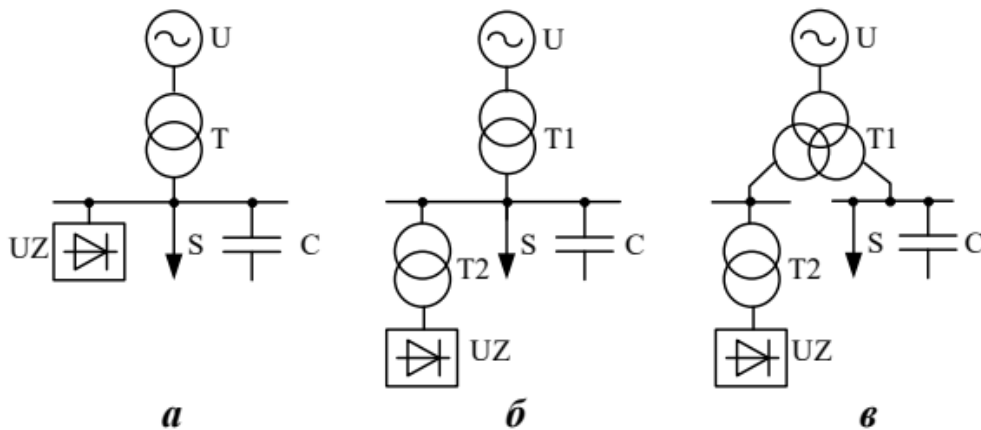 U U U
T T1 T1
UZ S C T2 S C T2 S C
UZ UZ
а б в